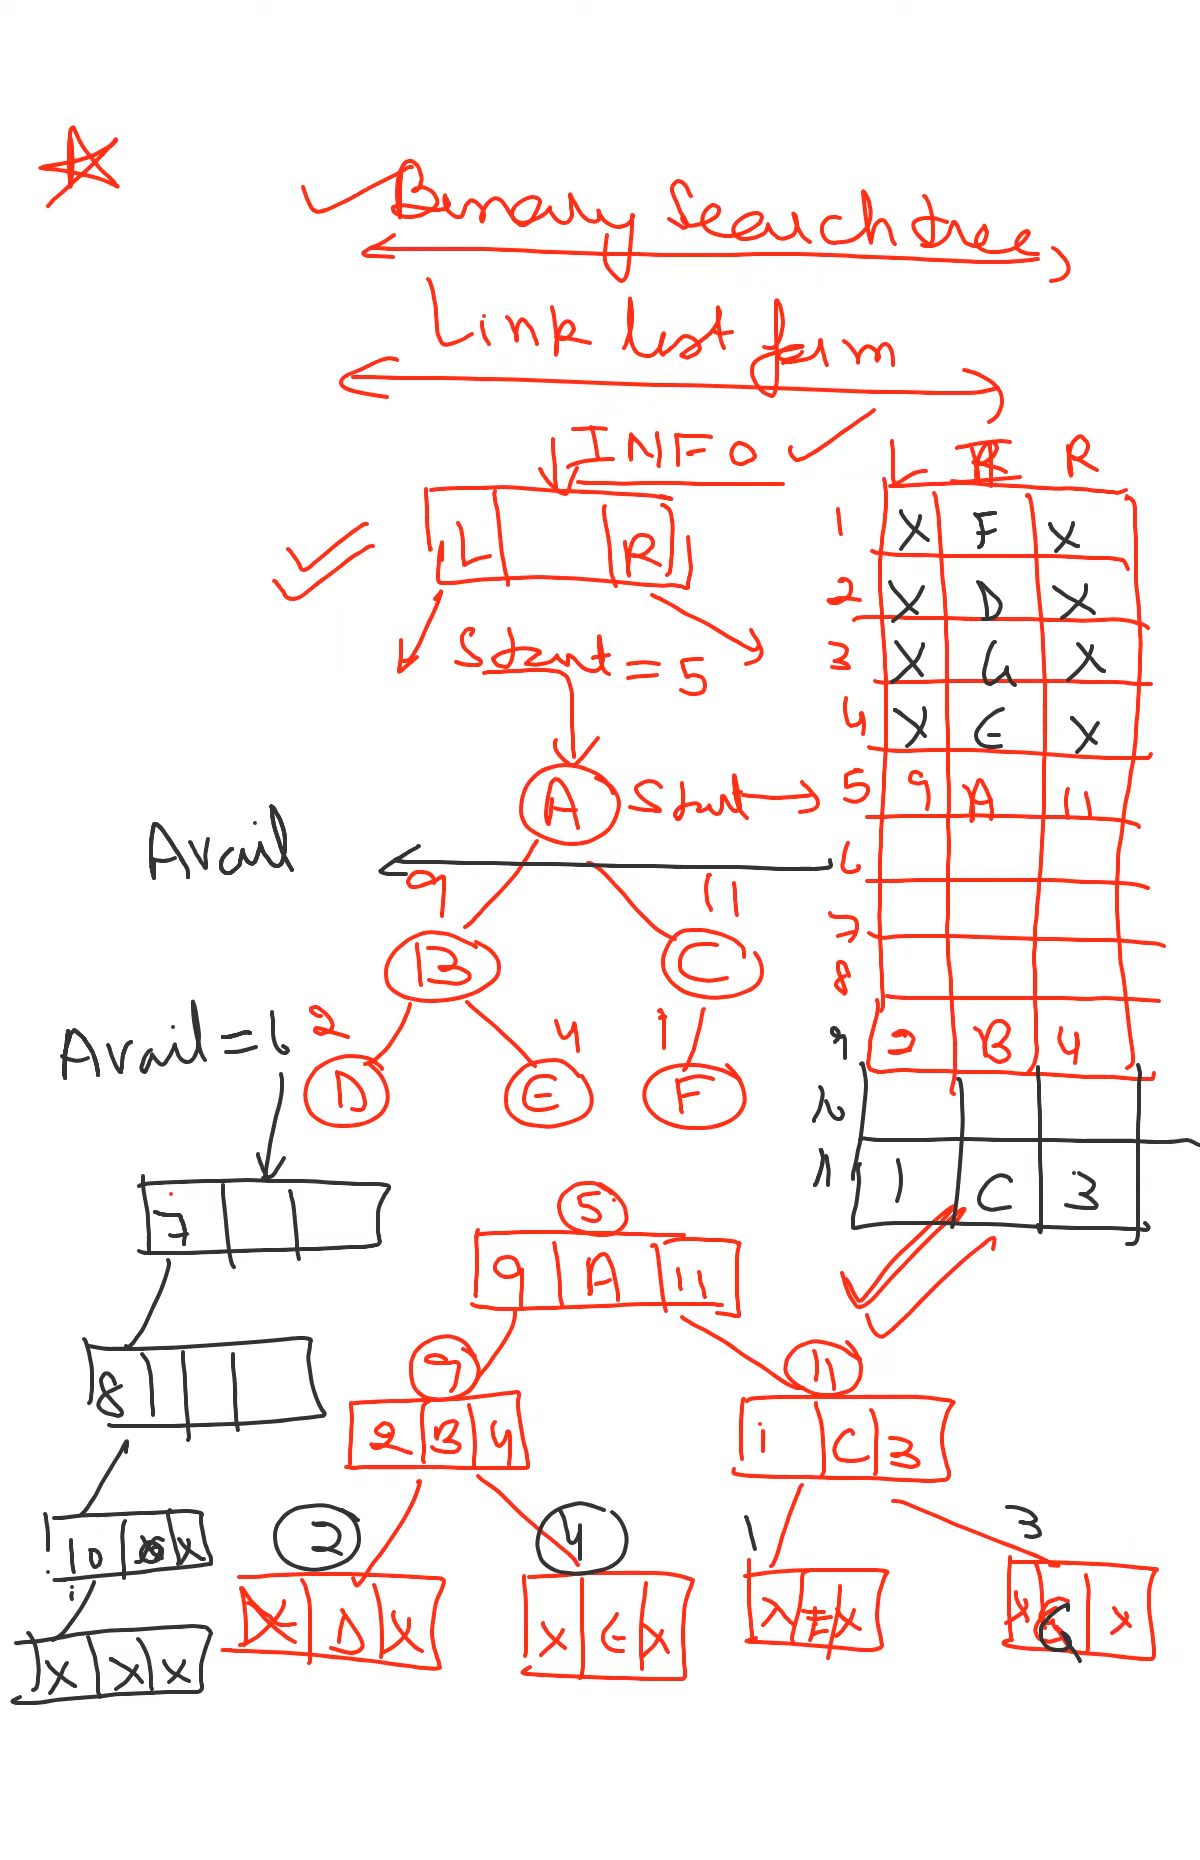 Binary Search tree
Link list form
INFO
L R
Start = 5
A Start
Avail
9 11
B C
Avail = 6
2 4 1
D E F
L R
1 X F X
2 X D X
3 X G X
4 X E X
5 9 A 11
6
7
8
9 2 B 4
10
11 1 C 3
7
8
10 X
X X X
5
9 A 11
9 11
2 B 4 1 C 3
2 4 1 3
X D X X E X X F X X G X